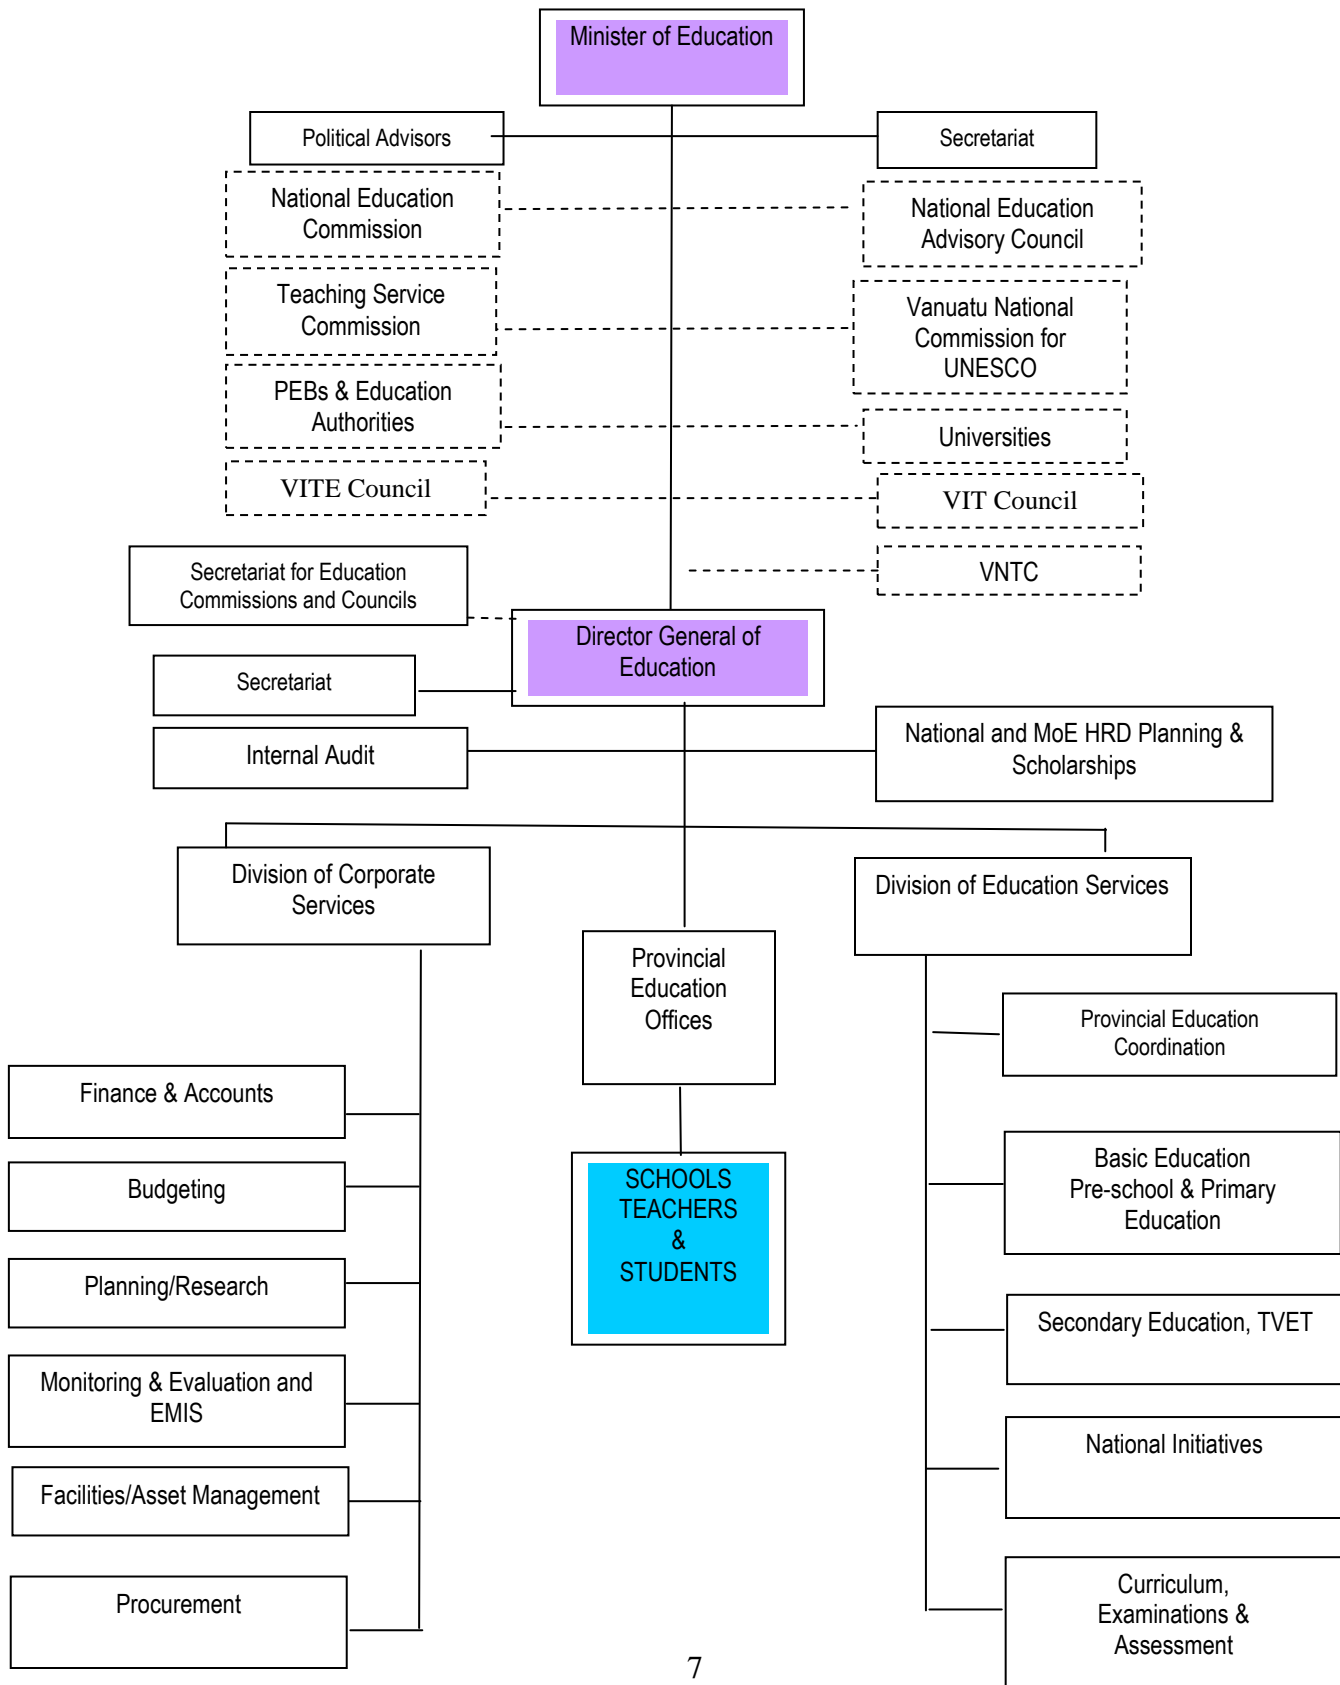 Minister of Education
Political Advisors
Secretariat
National Education
Commission
National Education
Advisory Council
Teaching Service
Commission
Vanuatu National
Commission for
UNESCO
PEBs & Education
Authorities
Universities
VITE Council
VIT Council
Secretariat for Education
Commissions and Councils
VNTC
Director General of
Education
Secretariat
Internal Audit
National and MoE HRD Planning &
Scholarships
Division of Corporate
Services
Division of Education Services
Provincial
Education
Offices
Provincial Education
Coordination
Finance & Accounts
Basic Education
Pre-school & Primary
Education
Budgeting
SCHOOLS
TEACHERS
&
STUDENTS
Planning/Research
Secondary Education, TVET
Monitoring & Evaluation and
EMIS
National Initiatives
Facilities/Asset Management
Procurement
Curriculum,
Examinations &
Assessment
7